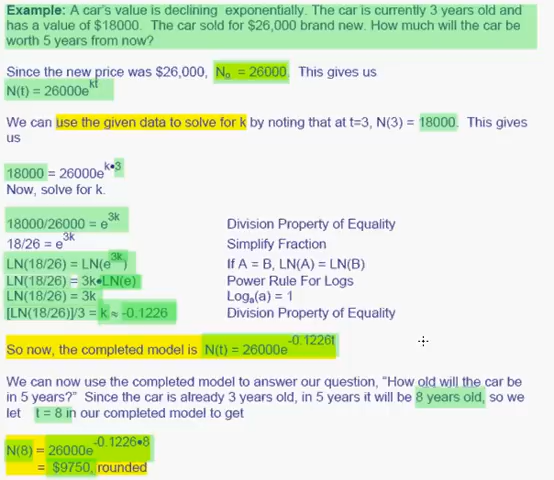 Example: A car's value is declining exponentially. The car is currently 3 years old and
has a value of $18000. The car sold for $26,000 brand new. How much will the car be
worth 5 years from now?
Since the new price was $26,000, N₀ = 26000. This gives us
N(t) = 26000e^kt
We can use the given data to solve for k by noting that at t=3, N(3) = 18000. This gives
us
18000 = 26000e^k•3
Now, solve for k.
18000/26000 = e^3k Division Property of Equality
18/26 = e^3k Simplify Fraction
LN(18/26) = LN(e^3k) If A = B, LN(A) = LN(B)
LN(18/26) = 3k•LN(e) Power Rule For Logs
LN(18/26) = 3k Logₐ(a) = 1
[LN(18/26)]/3 = k ≈ -0.1226 Division Property of Equality
So now, the completed model is N(t) = 26000e^-0.1226t
We can now use the completed model to answer our question, “How old will the car be
in 5 years?” Since the car is already 3 years old, in 5 years it will be 8 years old, so we
let t = 8 in our completed model to get
N(8) = 26000e^-0.1226•8
= $9750, rounded